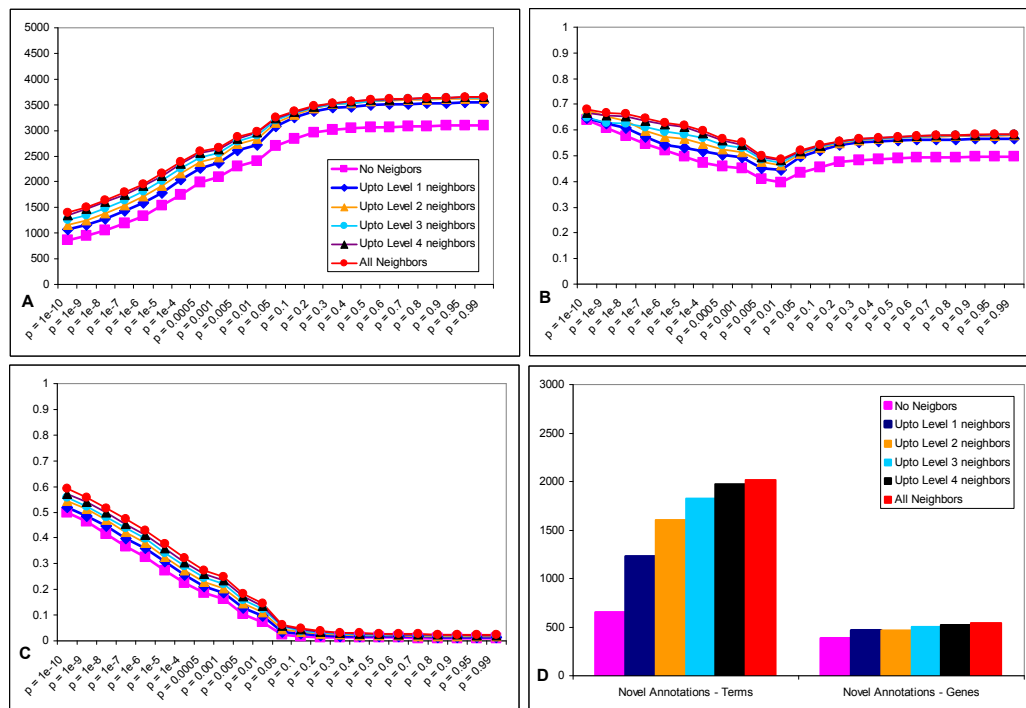 5000
4500
4000
3500
3000
2500
2000
1500
1000
500
0
No Neighbors
Upto Level 1 neighbors
Upto Level 2 neighbors
Upto Level 3 neighbors
Upto Level 4 neighbors
All Neighbors
A
p = 1e-10
p = 1e-9
p = 1e-8
p = 1e-7
p = 1e-6
p = 1e-5
p = 1e-4
p = 0.0005
p = 0.001
p = 0.005
p = 0.01
p = 0.05
p = 0.1
p = 0.2
p = 0.3
p = 0.4
p = 0.5
p = 0.6
p = 0.7
p = 0.8
p = 0.9
p = 0.95
p = 0.99
1
0.9
0.8
0.7
0.6
0.5
0.4
0.3
0.2
0.1
0
B
p = 1e-10
p = 1e-9
p = 1e-8
p = 1e-7
p = 1e-6
p = 1e-5
p = 1e-4
p = 0.0005
p = 0.001
p = 0.005
p = 0.01
p = 0.05
p = 0.1
p = 0.2
p = 0.3
p = 0.4
p = 0.5
p = 0.6
p = 0.7
p = 0.8
p = 0.9
p = 0.95
p = 0.99
1
0.9
0.8
0.7
0.6
0.5
0.4
0.3
0.2
0.1
0
C
p = 1e-10
p = 1e-9
p = 1e-8
p = 1e-7
p = 1e-6
p = 1e-5
p = 1e-4
p = 0.0005
p = 0.001
p = 0.005
p = 0.01
p = 0.05
p = 0.1
p = 0.2
p = 0.3
p = 0.4
p = 0.5
p = 0.6
p = 0.7
p = 0.8
p = 0.9
p = 0.95
p = 0.99
3000
2500
2000
1500
1000
500
0
No Neigbors
Upto Level 1 neighbors
Upto Level 2 neighbors
Upto Level 3 neighbors
Upto Level 4 neighbors
All Neighbors
D
Novel Annotations - Terms
Novel Annotations - Genes